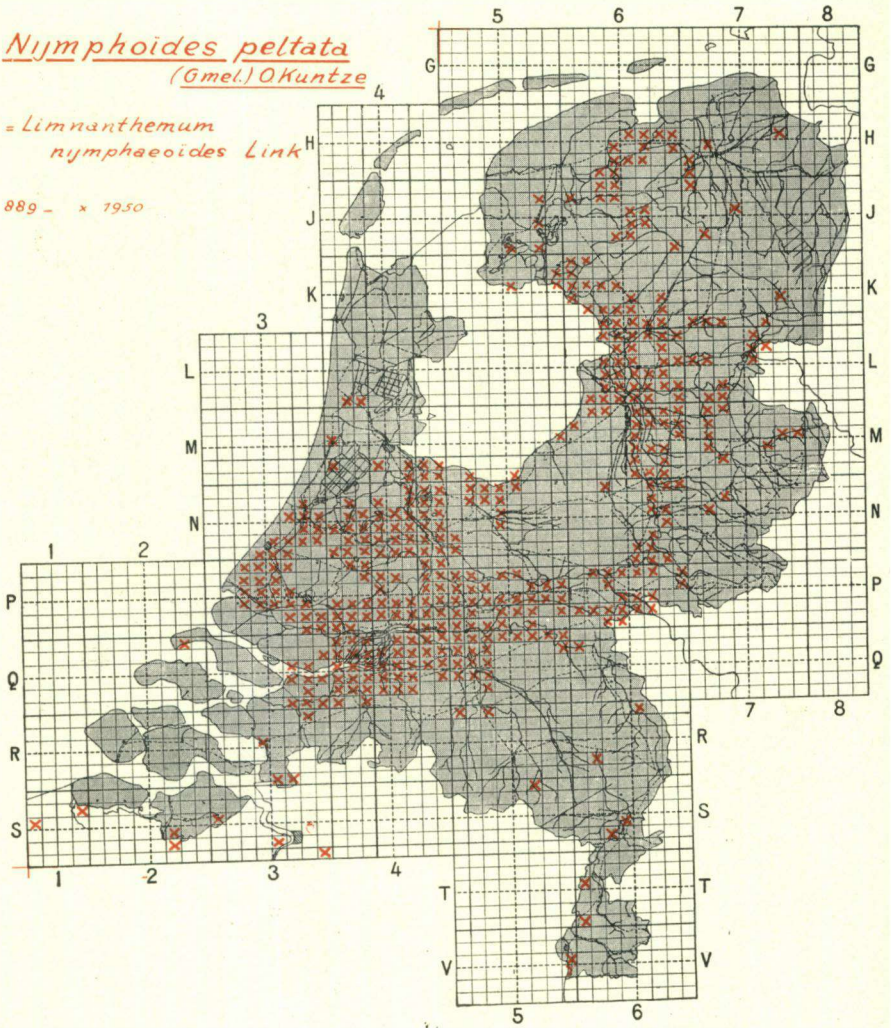 Nymphoides peltata
(Gmel.) OKuntze
= Limnanthemum
nymphaeoides Link
889 - x 1950
5 6 7 8
G G
4
H H
J J
K K
3
L L
M M
N N
1 2
P P
Q Q
7 8
R R
S S
1 2 3 4
T T
V V
5 6